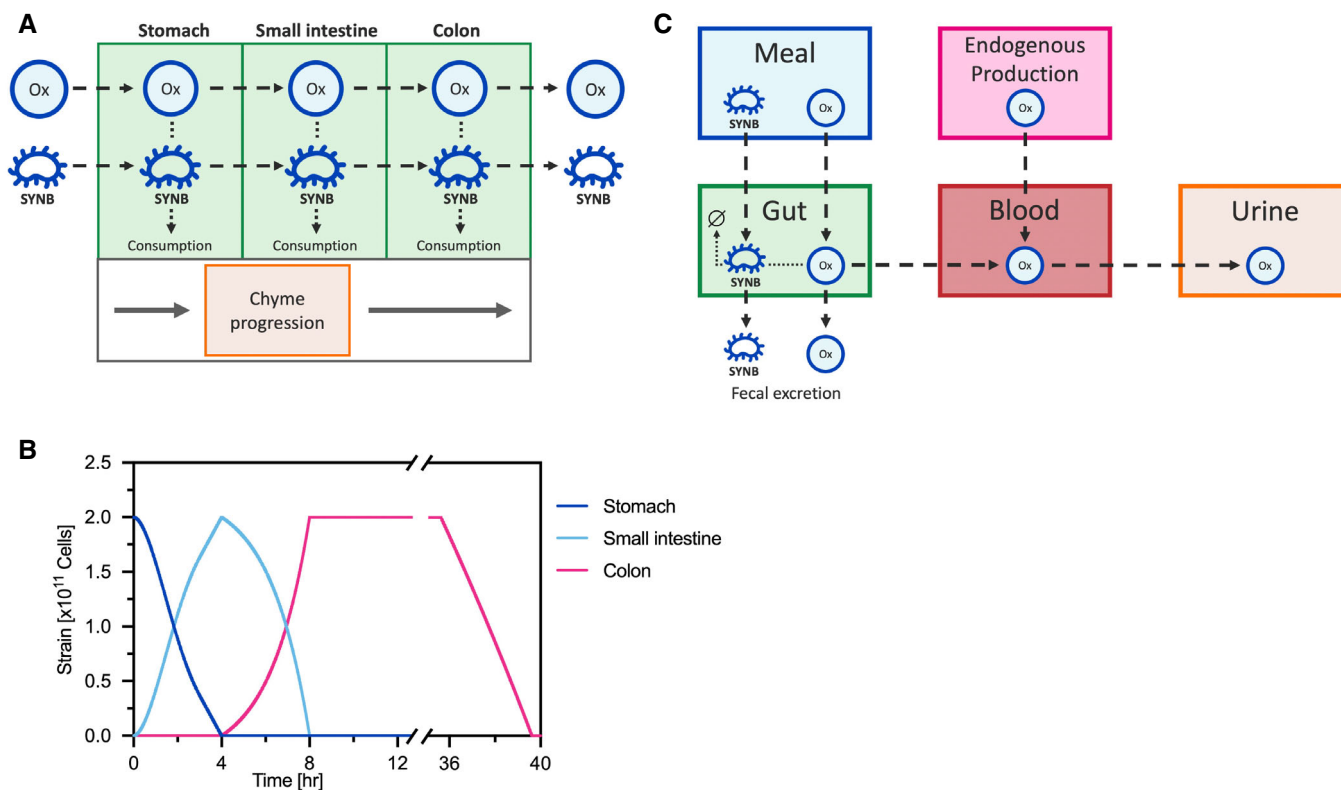 A
Stomach
Small intestine
Colon
Ox
Ox
Ox
Ox
Ox
SYNB
SYNB
SYNB
SYNB
SYNB
Consumption
Consumption
Consumption
Chyme
progression
B
2.5
2.0
1.5
1.0
0.5
0.0
Strain [x10¹¹ Cells]
0
4
8
12
36
40
Time [hr]
Stomach
Small intestine
Colon
C
Meal
SYNB
Ox
Endogenous
Production
Ox
Gut
∅
SYNB
Ox
Blood
Ox
Urine
Ox
SYNB
Ox
Fecal excretion